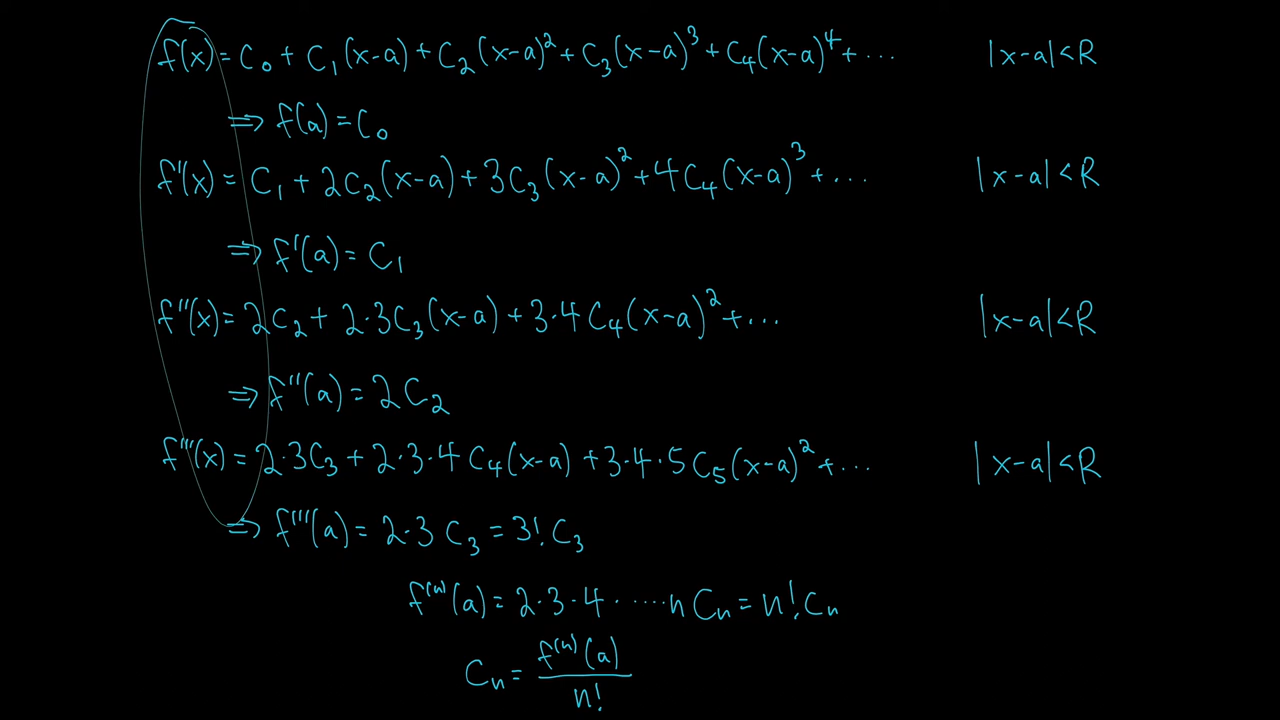 f(x) = C₀ + C₁(x-a) + C₂(x-a)² + C₃(x-a)³ + C₄(x-a)⁴ + ... |x-a| < R
⇒ f(a) = C₀
f'(x) = C₁ + 2C₂(x-a) + 3C₃(x-a)² + 4C₄(x-a)³ + ... |x-a| < R
⇒ f'(a) = C₁
f''(x) = 2C₂ + 2·3C₃(x-a) + 3·4C₄(x-a)² + ... |x-a| < R
⇒ f''(a) = 2C₂
f'''(x) = 2·3C₃ + 2·3·4C₄(x-a) + 3·4·5C₅(x-a)² + ... |x-a| < R
⇒ f'''(a) = 2·3C₃ = 3!C₃
f⁽ⁿ⁾(a) = 2·3·4·.....nCₙ = n!Cₙ
Cₙ = f⁽ⁿ⁾(a) / n!